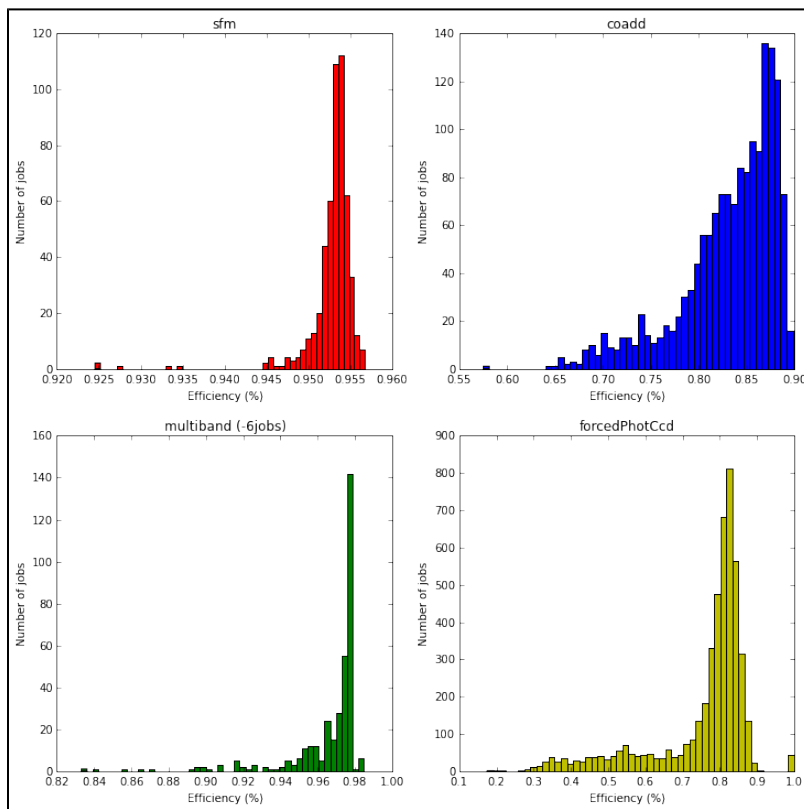 sfm
120
100
80
60
40
20
0
Number of jobs
0.920 0.925 0.930 0.935 0.940 0.945 0.950 0.955 0.960
Efficiency (%)
coadd
140
120
100
80
60
40
20
0
Number of jobs
0.55 0.60 0.65 0.70 0.75 0.80 0.85 0.90
Efficiency (%)
multiband (-6jobs)
160
140
120
100
80
60
40
20
0
Number of jobs
0.82 0.84 0.86 0.88 0.90 0.92 0.94 0.96 0.98 1.00
Efficiency (%)
forcedPhotCcd
900
800
700
600
500
400
300
200
100
0
Number of jobs
0.1 0.2 0.3 0.4 0.5 0.6 0.7 0.8 0.9 1.0
Efficiency (%)